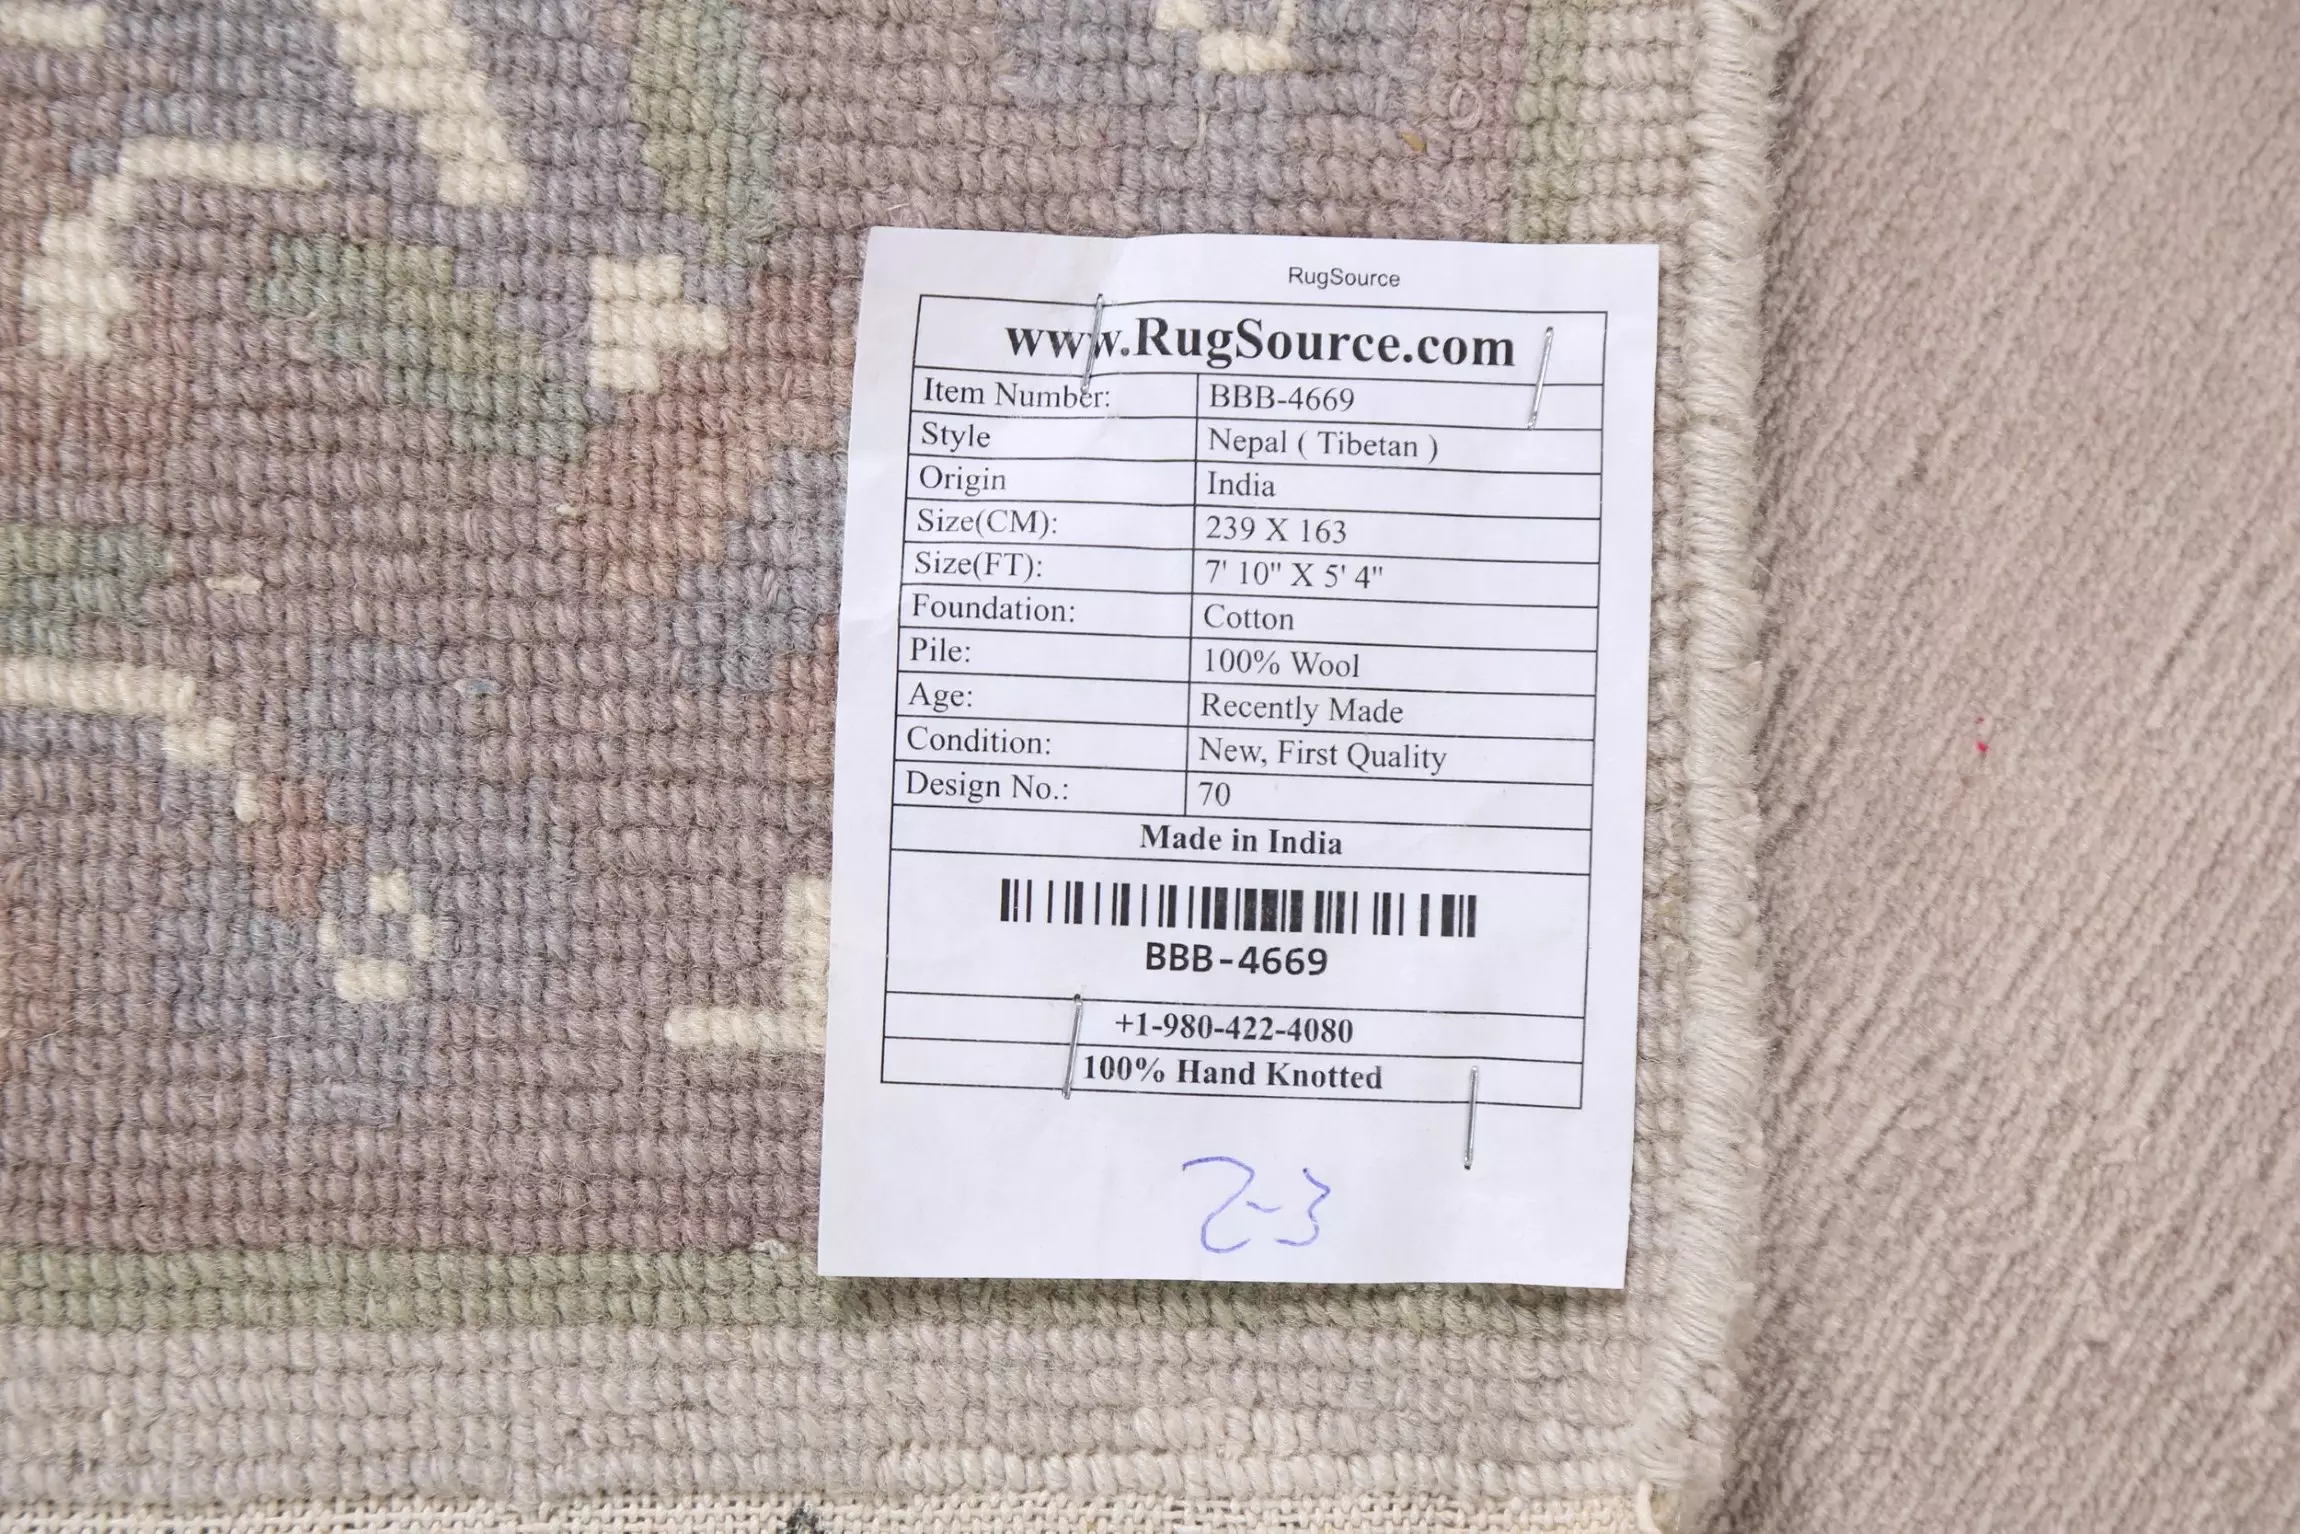 RugSource
www.RugSource.com
Item Number: BBB-4669
Style Nepal ( Tibetan )
Origin India
Size(CM): 239 X 163
Size(FT): 7' 10" X 5' 4"
Foundation: Cotton
Pile: 100% Wool
Age: Recently Made
Condition: New, First Quality
Design No.: 70
Made in India
BBB-4669
+1-980-422-4080
100% Hand Knotted
2-3